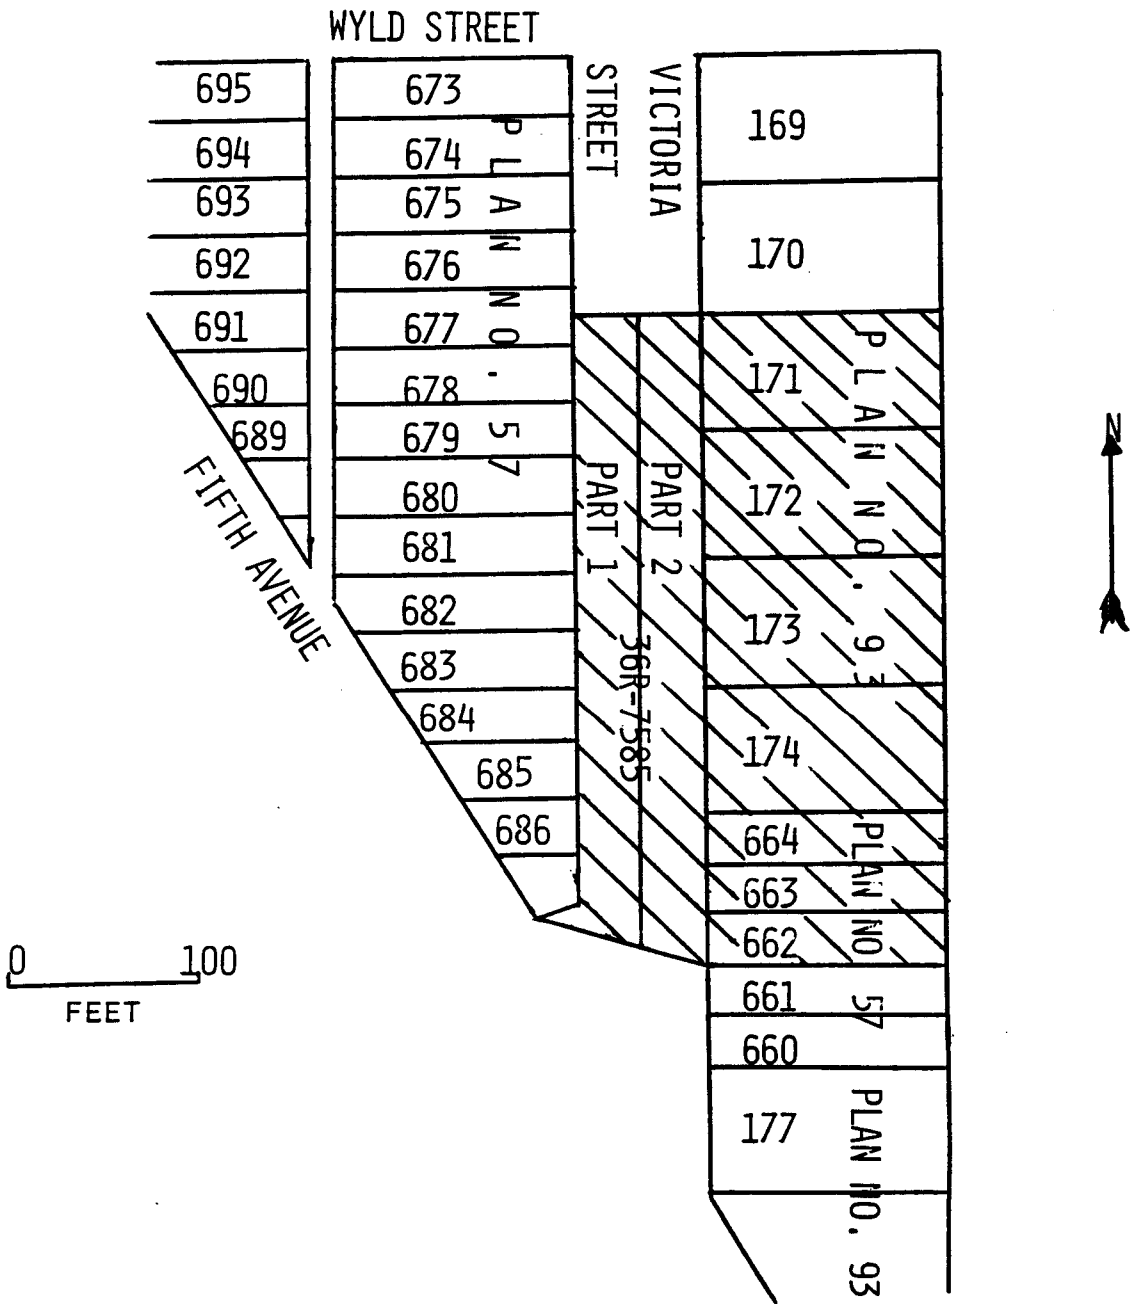 WYLD STREET
695
694
693
692
691
690
689
673
674
675
676
677
678
679
680
681
682
683
684
685
686
PLAN NO. 57
FIFTH AVENUE
VICTORIA
STREET
PART 2
PART 1
36R-7585
169
170
171
172
173
174
PLAN NO. 93
664
663
662
661
660
PLAN NO 57
177
PLAN NO. 93
N
0 100
FEET